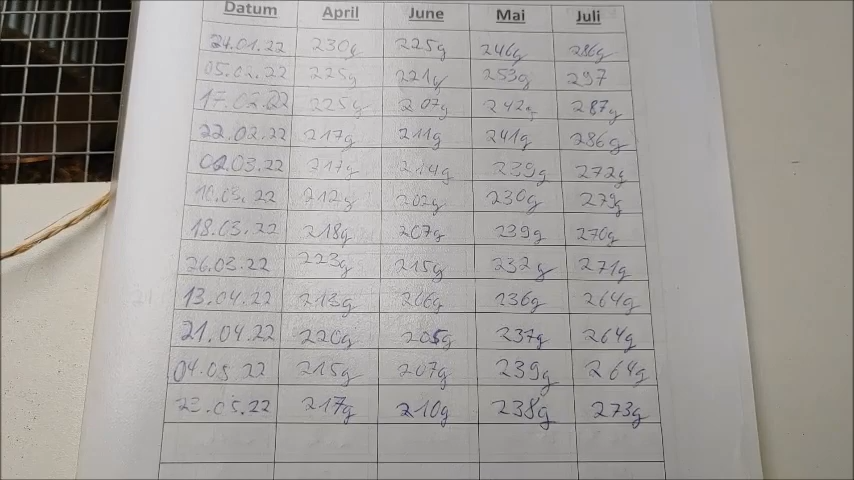 Datum April June Mai Juli
24.01.22 230g 225g 246g 286g
05.02.22 225g 221g 253g 297
17.02.22 225g 207g 242g 287g
22.02.22 217g 211g 241g 286g
02.03.22 217g 214g 239g 272g
10.03.22 212g 202g 230g 279g
18.03.22 218g 207g 239g 270g
26.03.22 223g 215g 232g 271g
13.04.22 213g 206g 236g 264g
21.04.22 220g 205g 237g 264g
04.05.22 215g 207g 239g 264g
23.05.22 217g 210g 238g 273g